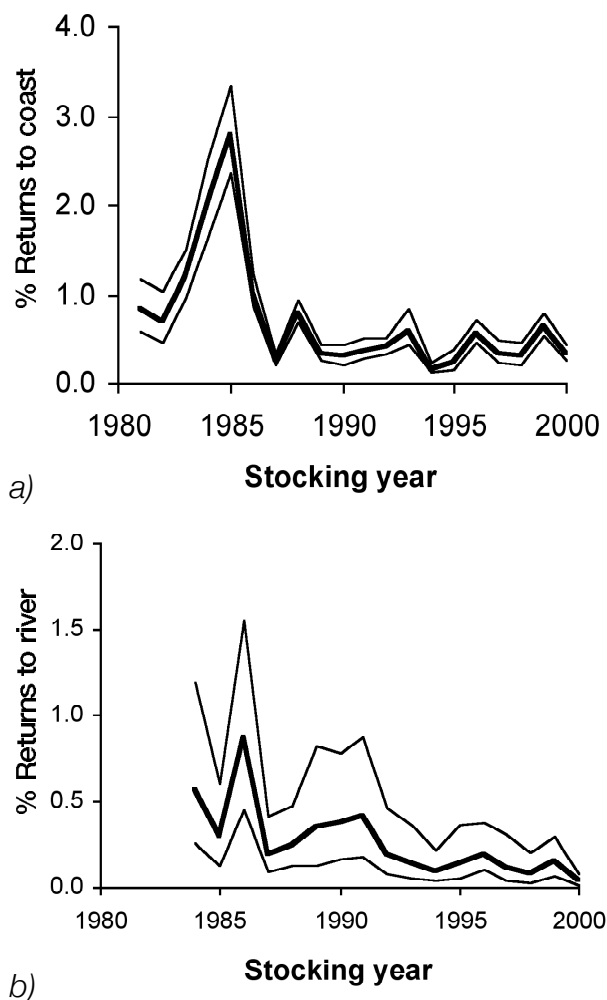 % Returns to coast
4.0
3.0
2.0
1.0
0.0
1980 1985 1990 1995 2000
Stocking year
a)
% Returns to river
2.0
1.5
1.0
0.5
0.0
1980 1985 1990 1995 2000
Stocking year
b)